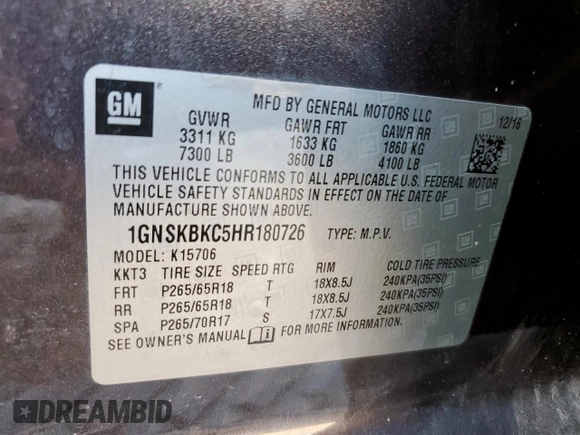 GM
MFD BY GENERAL MOTORS LLC
12/16
GVWR GAWR FRT GAWR RR
3311 KG 1633 KG 1860 KG
7300 LB 3600 LB 4100 LB
THIS VEHICLE CONFORMS TO ALL APPLICABLE U.S. FEDERAL MOTOR
VEHICLE SAFETY STANDARDS IN EFFECT ON THE DATE OF
MANUFACTURE SHOWN ABOVE.
1GNSKBKC5HR180726 TYPE: M.P.V.
MODEL: K15706
KKT3 TIRE SIZE SPEED RTG RIM COLD TIRE PRESSURE
FRT P265/65R18 T 18X8.5J 240KPA(35PSI)
RR P265/65R18 T 18X8.5J 240KPA(35PSI)
SPA P265/70R17 S 17X7.5J 240KPA(35PSI)
SEE OWNER'S MANUAL FOR MORE INFORMATION.
DREAMBID